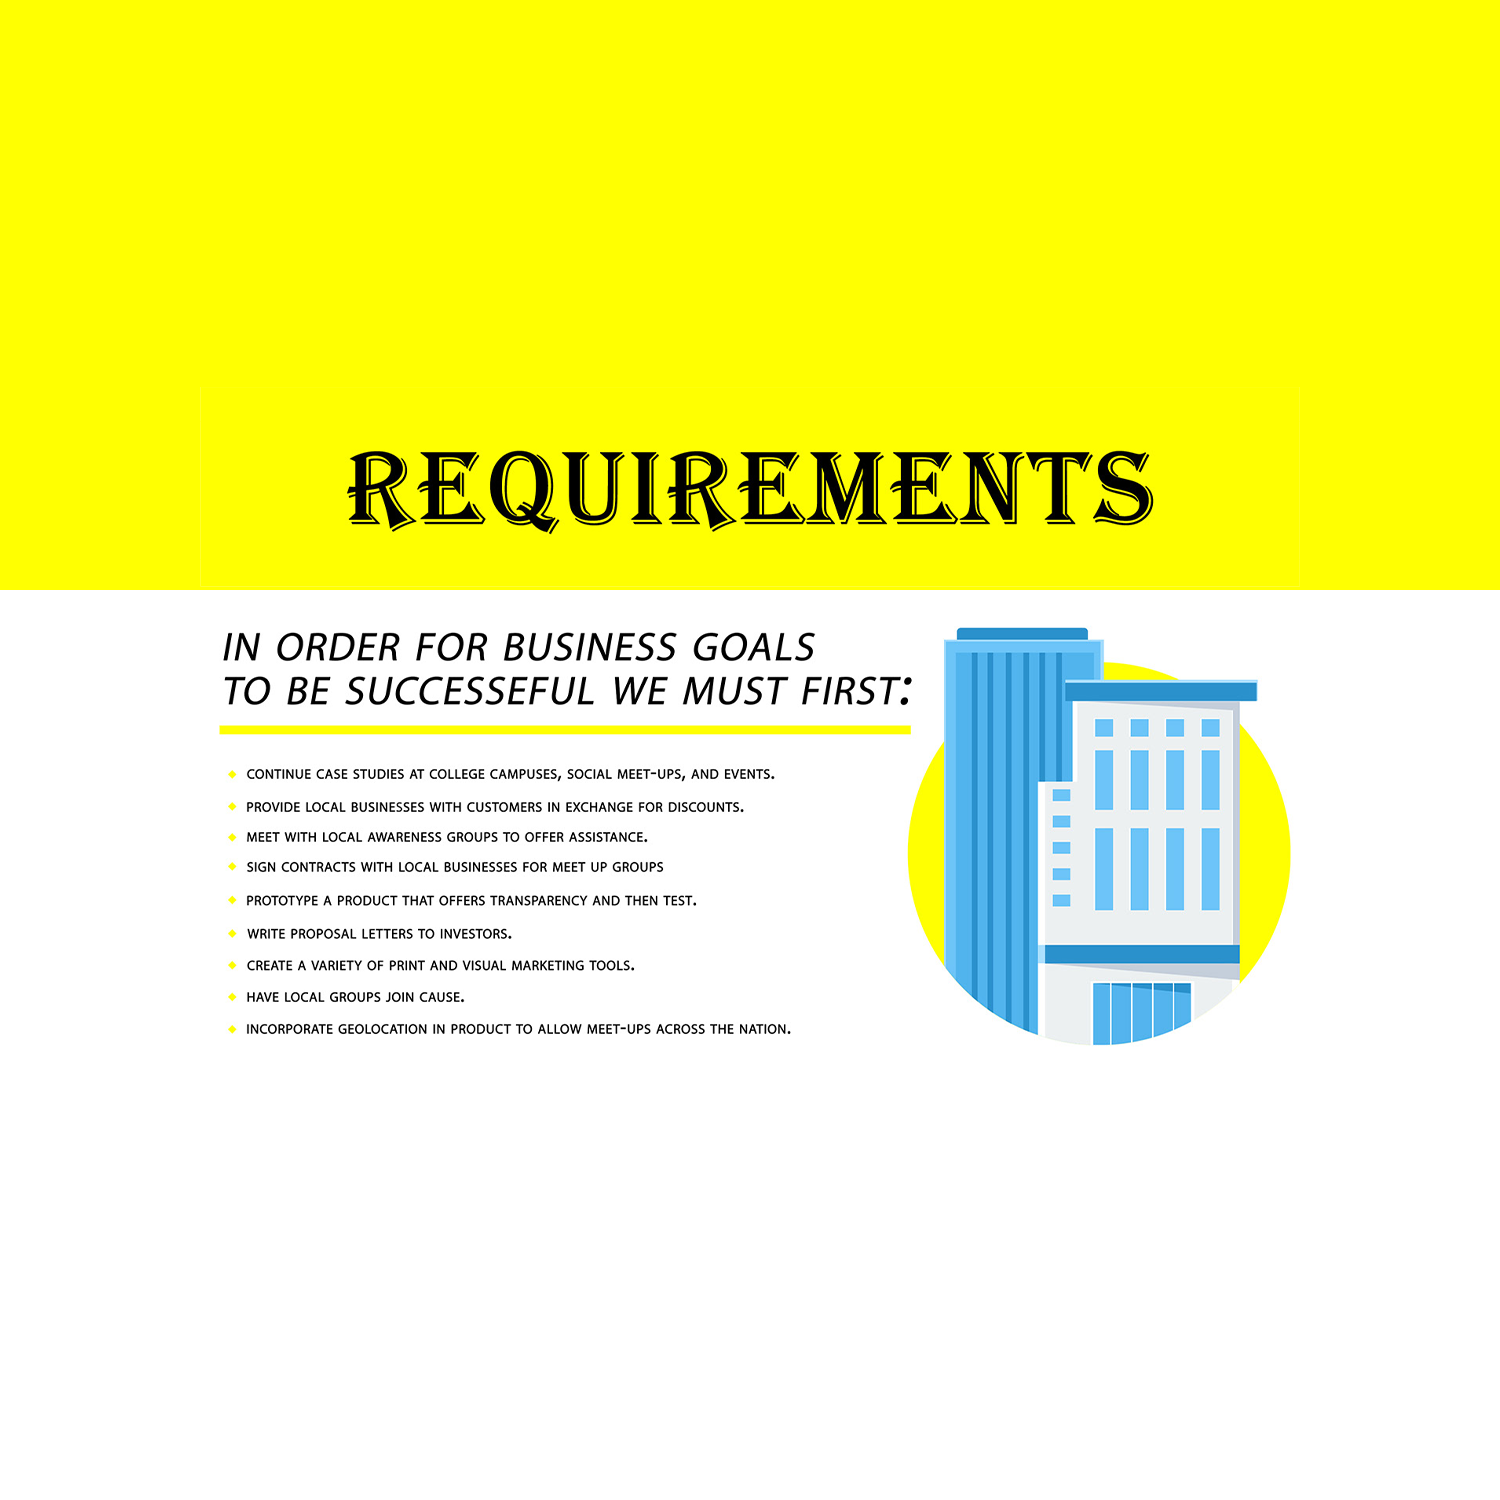 REQUIREMENTS
IN ORDER FOR BUSINESS GOALS
TO BE SUCCESSEFUL WE MUST FIRST:
CONTINUE CASE STUDIES AT COLLEGE CAMPUSES, SOCIAL MEET-UPS, AND EVENTS.
PROVIDE LOCAL BUSINESSES WITH CUSTOMERS IN EXCHANGE FOR DISCOUNTS.
MEET WITH LOCAL AWARENESS GROUPS TO OFFER ASSISTANCE.
SIGN CONTRACTS WITH LOCAL BUSINESSES FOR MEET UP GROUPS
PROTOTYPE A PRODUCT THAT OFFERS TRANSPARENCY AND THEN TEST.
WRITE PROPOSAL LETTERS TO INVESTORS.
CREATE A VARIETY OF PRINT AND VISUAL MARKETING TOOLS.
HAVE LOCAL GROUPS JOIN CAUSE.
INCORPORATE GEOLOCATION IN PRODUCT TO ALLOW MEET-UPS ACROSS THE NATION.